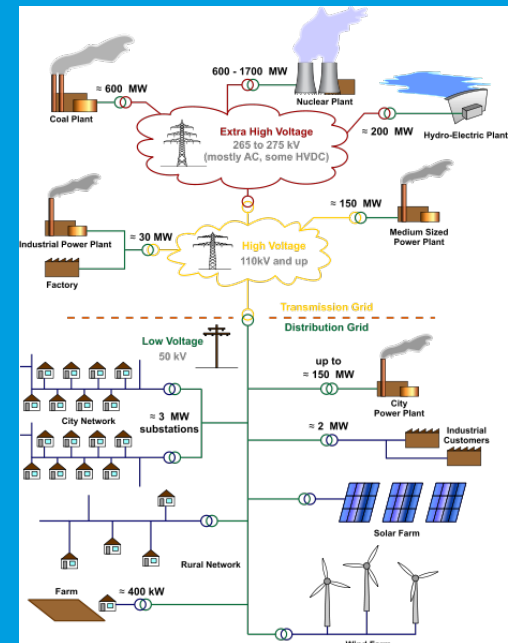 ≈ 600 MW
600 - 1700 MW
Coal Plant
Nuclear Plant
Extra High Voltage
265 to 275 kV
(mostly AC, some HVDC)
≈ 200 MW
Hydro-Electric Plant
≈ 150 MW
Medium Sized
Power Plant
≈ 30 MW
Industrial Power Plant
Factory
High Voltage
110kV and up
Transmission Grid
Distribution Grid
Low Voltage
50 kV
up to
≈ 150 MW
City
Power Plant
City Network
≈ 3 MW
substations
≈ 2 MW
Industrial
Customers
Solar Farm
Rural Network
Farm
≈ 400 kW
Wind Farm